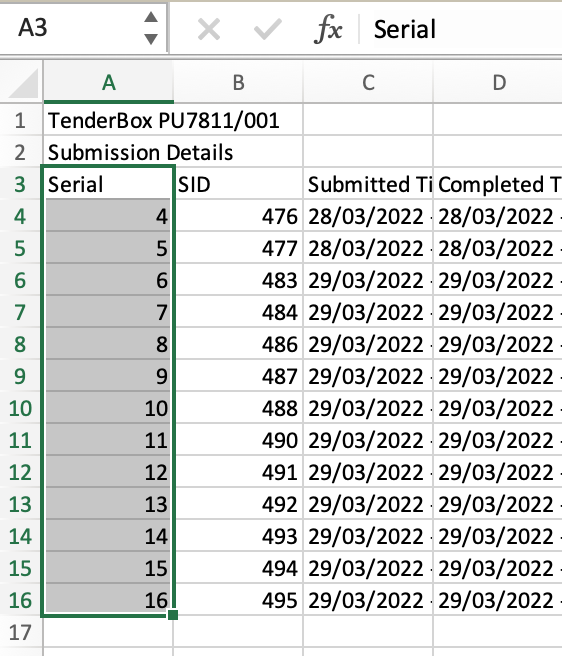 A3 fx Serial
A B C D
1 TenderBox PU7811/001
2 Submission Details
3 Serial SID Submitted Ti Completed T
4 4 476 28/03/2022 - 28/03/2022 -
5 5 477 28/03/2022 - 28/03/2022 -
6 6 483 29/03/2022 - 29/03/2022 -
7 7 484 29/03/2022 - 29/03/2022 -
8 8 486 29/03/2022 - 29/03/2022 -
9 9 487 29/03/2022 - 29/03/2022 -
10 10 488 29/03/2022 - 29/03/2022 -
11 11 490 29/03/2022 - 29/03/2022 -
12 12 491 29/03/2022 - 29/03/2022 -
13 13 492 29/03/2022 - 29/03/2022 -
14 14 493 29/03/2022 - 29/03/2022 -
15 15 494 29/03/2022 - 29/03/2022 -
16 16 495 29/03/2022 - 29/03/2022 -
17